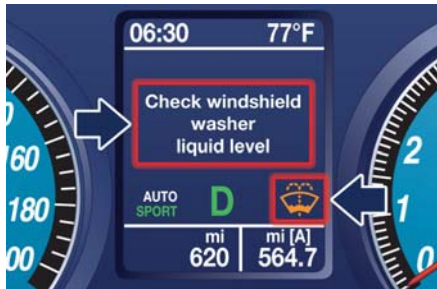 06:30 77°F
Check windshield
washer
liquid level
160
180
2
1
0
AUTO
SPORT
D
mi mi [A]
620 564.7